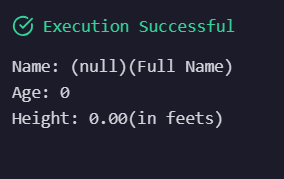 Execution Successful
Name: (null)(Full Name)
Age: 0
Height: 0.00(in feets)